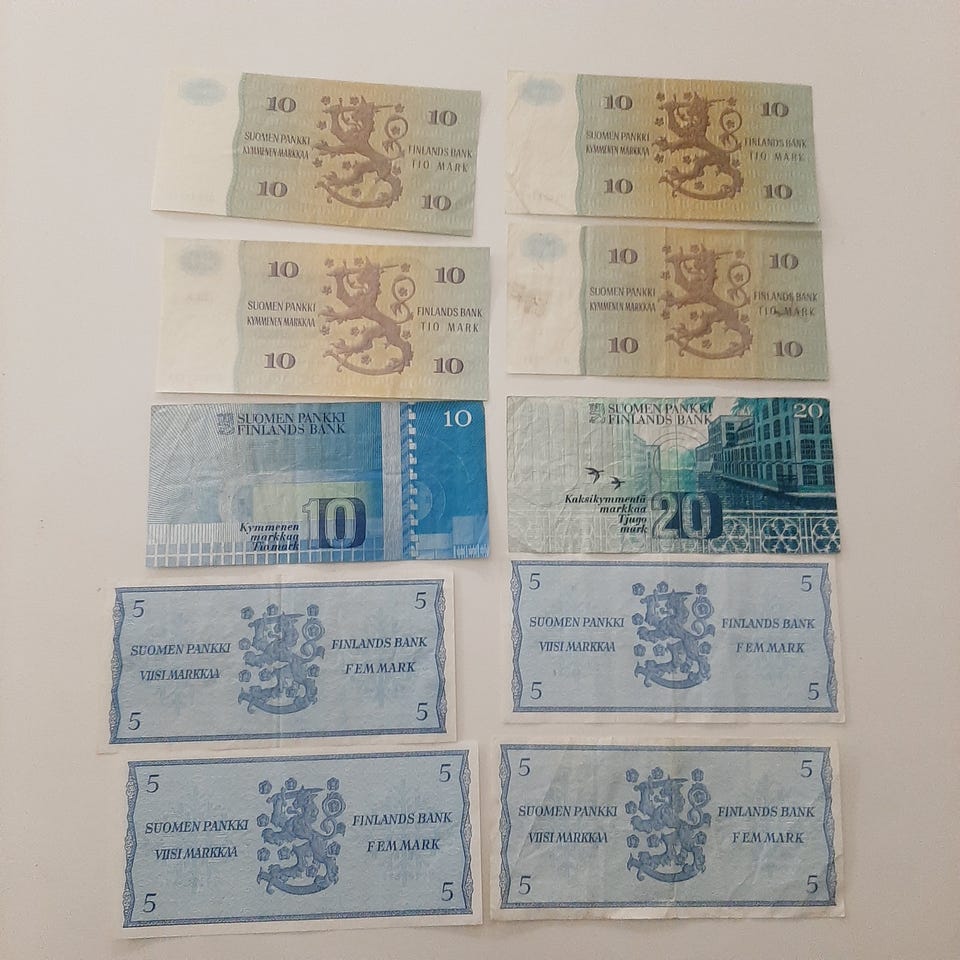 10 10
SUOMEN PANKKI FINLANDS BANK
KYMMENEN MARKKAA TIO MARK
10 10
10 10
SUOMEN PANKKI FINLANDS BANK
KYMMENEN MARKKAA TIO MARK
10 10
10 10
SUOMEN PANKKI FINLANDS BANK
KYMMENEN MARKKAA TIO MARK
10 10
10 10
SUOMEN PANKKI FINLANDS BANK
KYMMENEN MARKKAA TIO MARK
10 10
SUOMEN PANKKI 10
FINLANDS BANK
Kymmenen
markkaa
Tio mark
10
SUOMEN PANKKI 20
FINLANDS BANK
Kaksikymmentä
markkaa
Tjugo
mark
20
5 5
SUOMEN PANKKI FINLANDS BANK
VIISI MARKKAA FEM MARK
5 5
5 5
SUOMEN PANKKI FINLANDS BANK
VIISI MARKKAA FEM MARK
5 5
5 5
SUOMEN PANKKI FINLANDS BANK
VIISI MARKKAA FEM MARK
5 5
5 5
SUOMEN PANKKI FINLANDS BANK
VIISI MARKKAA FEM MARK
5 5